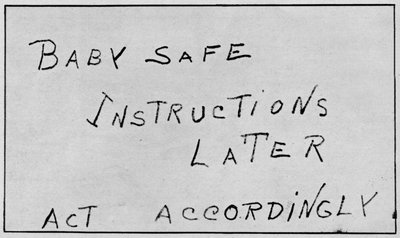 BABY SAFE
INSTRUCTIONS
LATER
ACT ACCORDINGLY